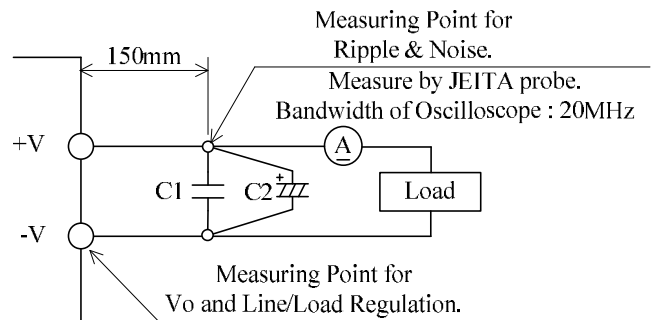 Measuring Point for
Ripple & Noise.
150mm
Measure by JEITA probe.
Bandwidth of Oscilloscope : 20MHz
+V
A
C1
C2
+
Load
-V
Measuring Point for
Vo and Line/Load Regulation.